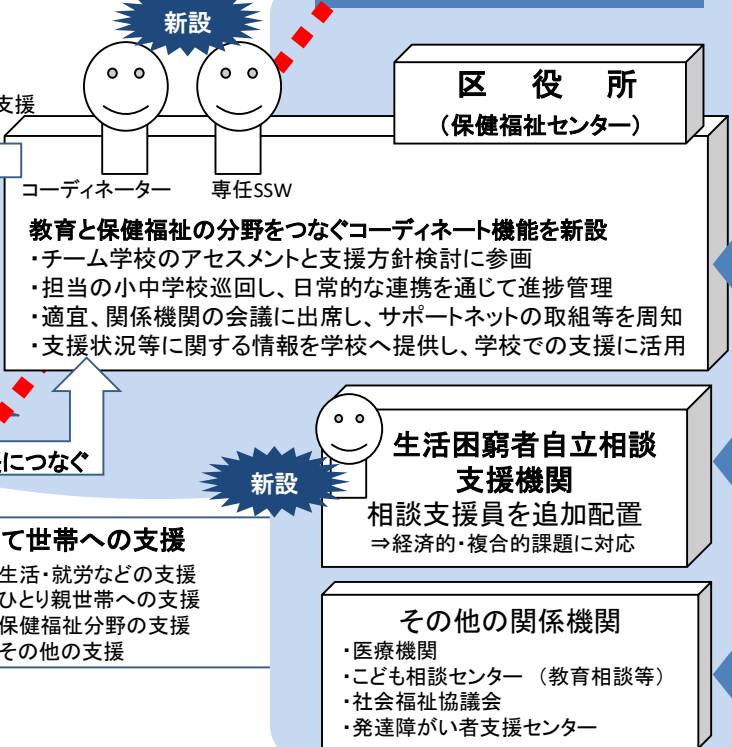 新設
支援
区役所
（保健福祉センター）
コーディネーター
専任SSW
教育と保健福祉の分野をつなぐコーディネート機能を新設
・チーム学校のアセスメントと支援方針検討に参画
・担当の小中学校巡回し、日常的な連携を通じて進捗管理
・適宜、関係機関の会議に出席し、サポートネットの取組等を周知
・支援状況等に関する情報を学校へ提供し、学校での支援に活用
につなぐ
新設
生活困窮者自立相談
支援機関
相談支援員を追加配置
⇒経済的・複合的課題に対応
て世帯への支援
生活・就労などの支援
ひとり親世帯への支援
保健福祉分野の支援
その他の支援
その他の関係機関
・医療機関
・こども相談センター （教育相談等）
・社会福祉協議会
・発達障がい者支援センター